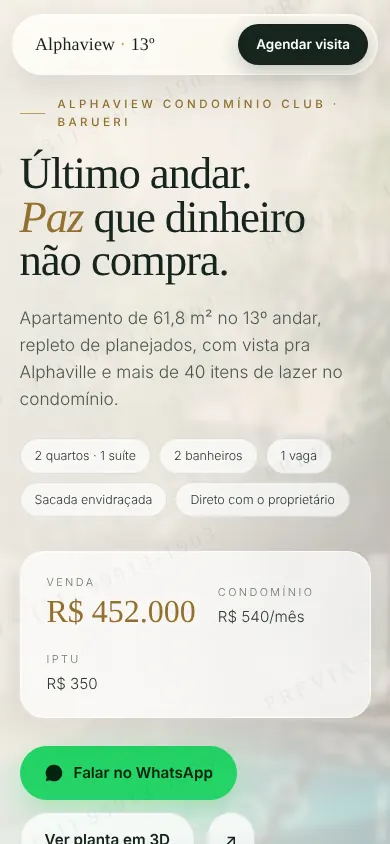 Alphaview · 13º
Agendar visita
ALPHAVIEW CONDOMÍNIO CLUB ·
BARUERI
Último andar.
Paz que dinheiro
não compra.
Apartamento de 61,8 m² no 13º andar,
repleto de planejados, com vista pra
Alphaville e mais de 40 itens de lazer no
condomínio.
2 quartos · 1 suíte
2 banheiros
1 vaga
Sacada envidraçada
Direto com o proprietário
VENDA
R$ 452.000
CONDOMÍNIO
R$ 540/mês
IPTU
R$ 350
Falar no WhatsApp
Ver planta em 3D